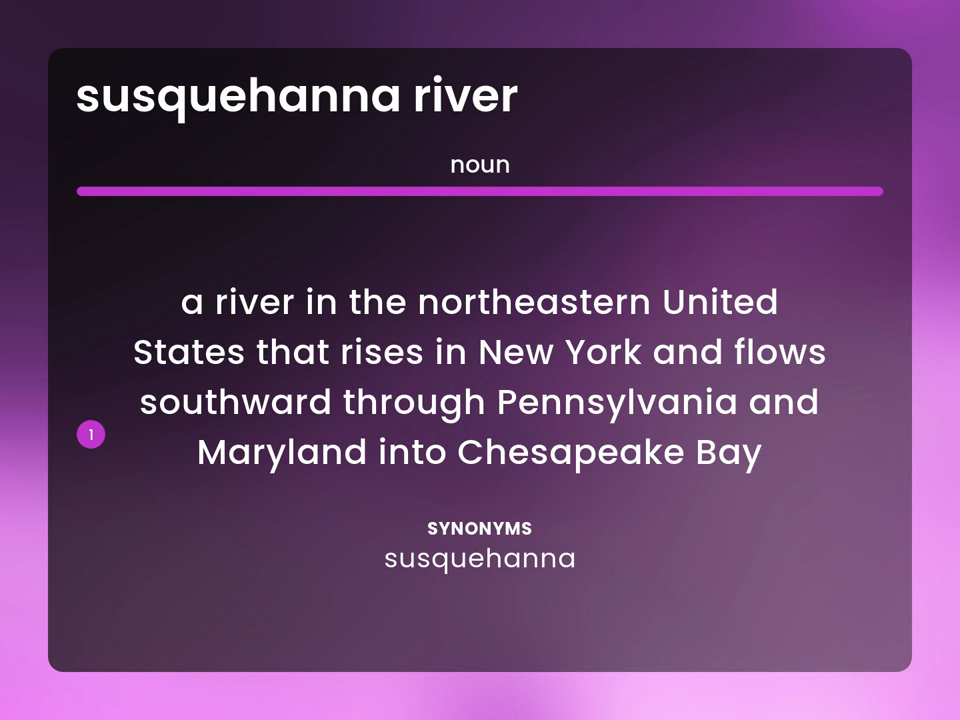 susquehanna river
noun
a river in the northeastern United
States that rises in New York and flows
southward through Pennsylvania and
1
Maryland into Chesapeake Bay
SYNONYMS
susquehanna